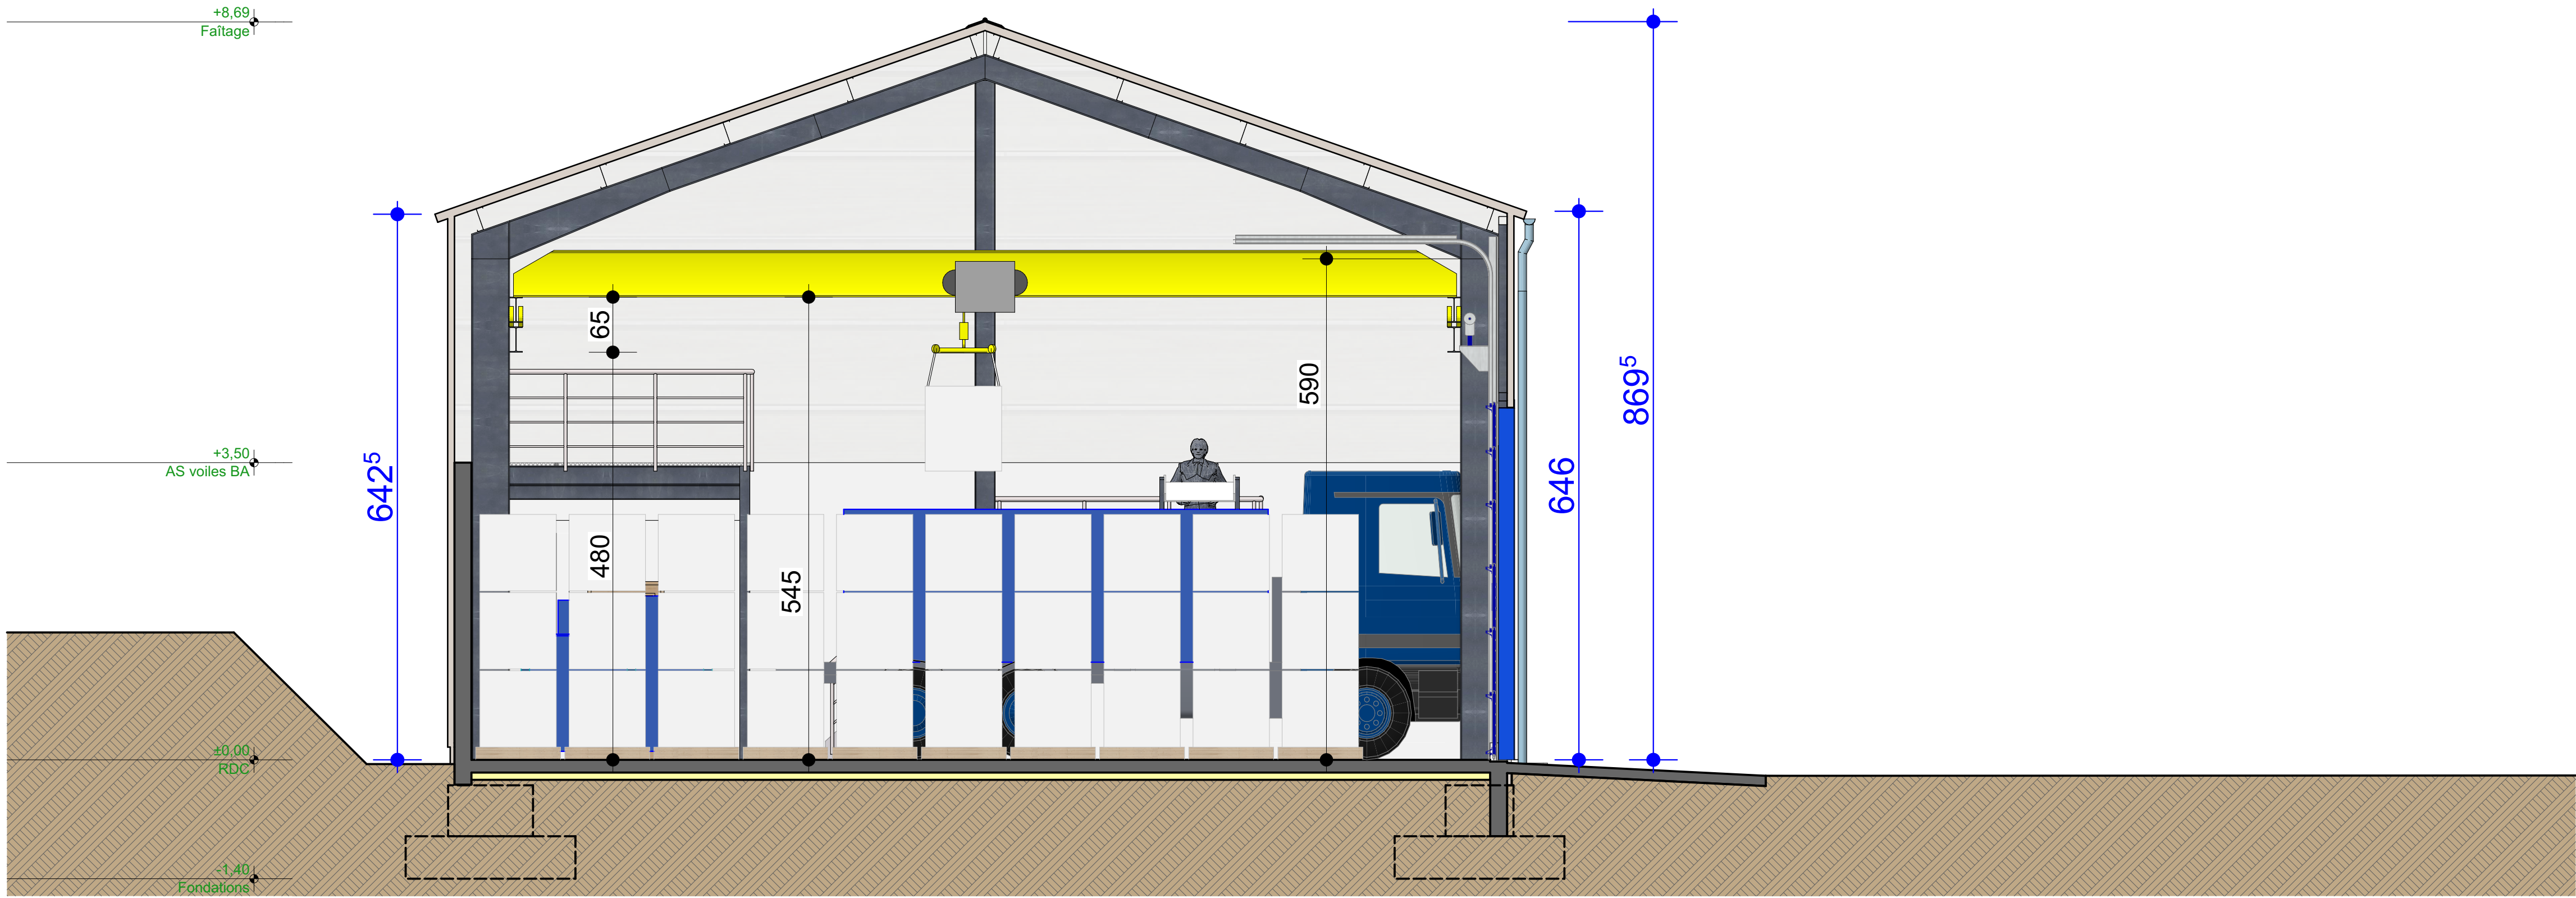 +8,69
Faîtage
+3,50
AS voiles BA
±0,00
RDC
-1,40
Fondations
642⁵
65
480
545
590
646
869⁵